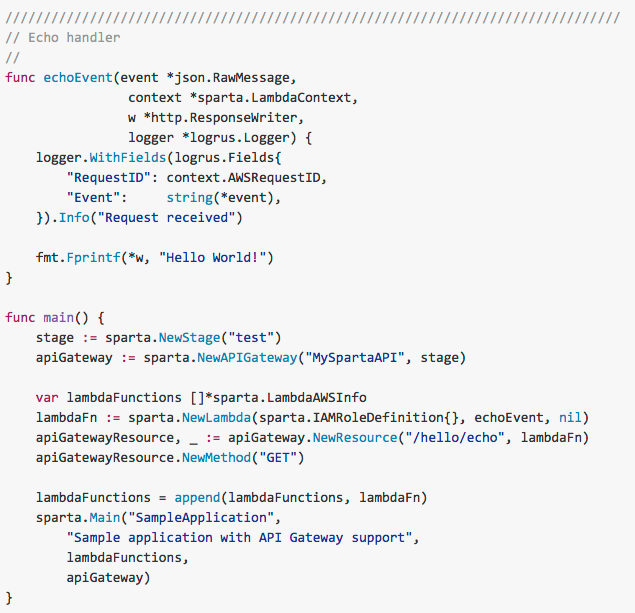 ////////////////////////////////////////////////////////////////////////////////
// Echo handler
//
func echoEvent(event *json.RawMessage,
                context *sparta.LambdaContext,
                w *http.ResponseWriter,
                logger *logrus.Logger) {
    logger.WithFields(logrus.Fields{
        "RequestID": context.AWSRequestID,
        "Event":     string(*event),
    }).Info("Request received")

    fmt.Fprintf(*w, "Hello World!")
}

func main() {
    stage := sparta.NewStage("test")
    apiGateway := sparta.NewAPIGateway("MySpartaAPI", stage)

    var lambdaFunctions []*sparta.LambdaAWSInfo
    lambdaFn := sparta.NewLambda(sparta.IAMRoleDefinition{}, echoEvent, nil)
    apiGatewayResource, _ := apiGateway.NewResource("/hello/echo", lambdaFn)
    apiGatewayResource.NewMethod("GET")

    lambdaFunctions = append(lambdaFunctions, lambdaFn)
    sparta.Main("SampleApplication",
        "Sample application with API Gateway support",
        lambdaFunctions,
        apiGateway)
}